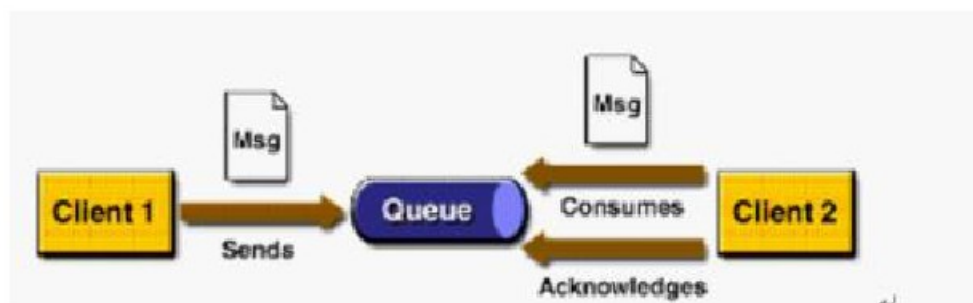 Msg
Msg
Client 1
Queue
Consumes
Client 2
Sends
Acknowledges